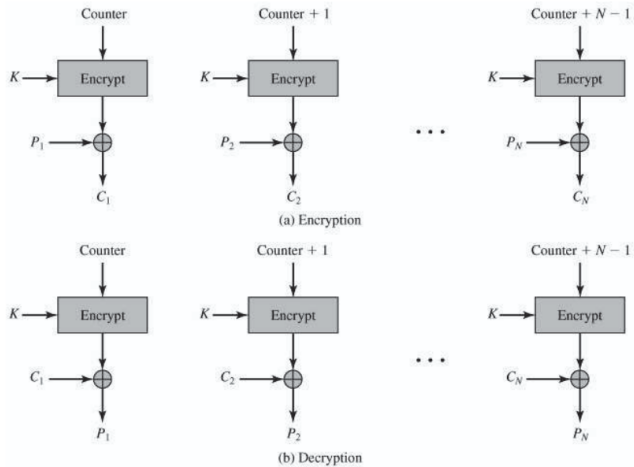 Counter Counter + 1 Counter + N − 1
K Encrypt K Encrypt K Encrypt
P1 P2 . . . PN
C1 C2 CN
(a) Encryption
Counter Counter + 1 Counter + N − 1
K Encrypt K Encrypt K Encrypt
C1 C2 . . . CN
P1 P2 PN
(b) Decryption